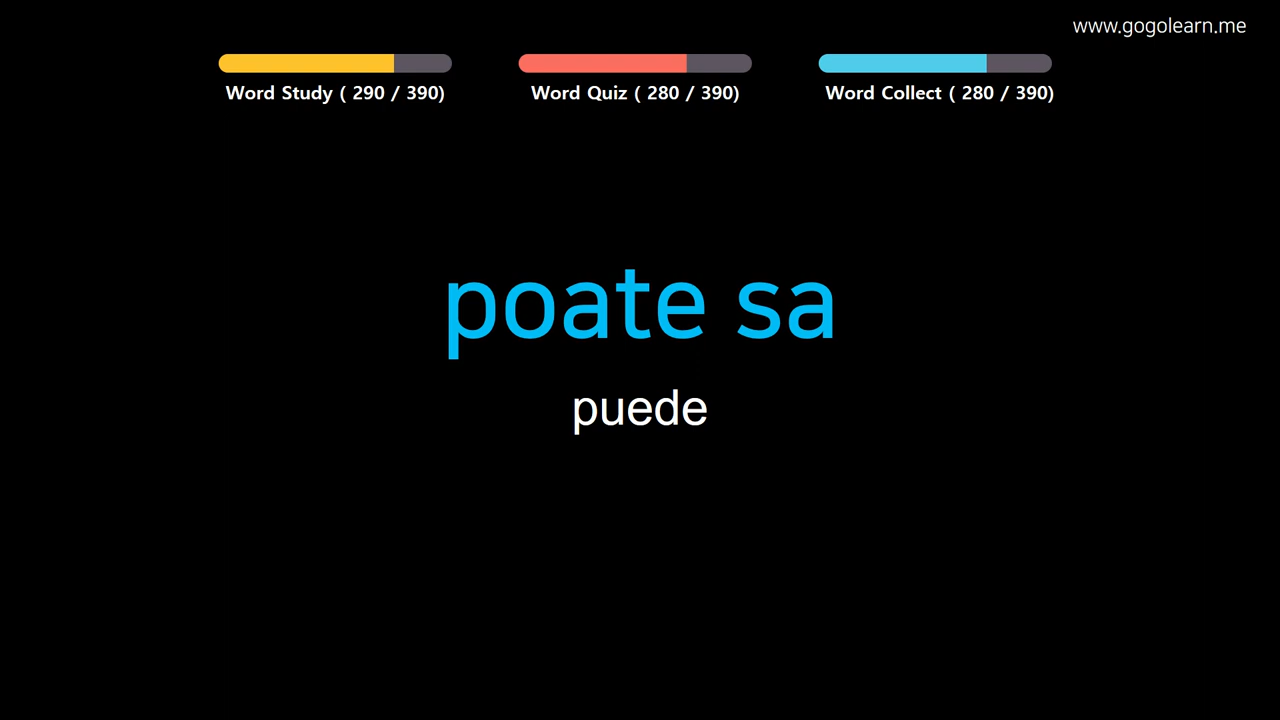 www.gogolearn.me
Word Study ( 290 / 390)
Word Quiz ( 280 / 390)
Word Collect ( 280 / 390)
poate sa
puede